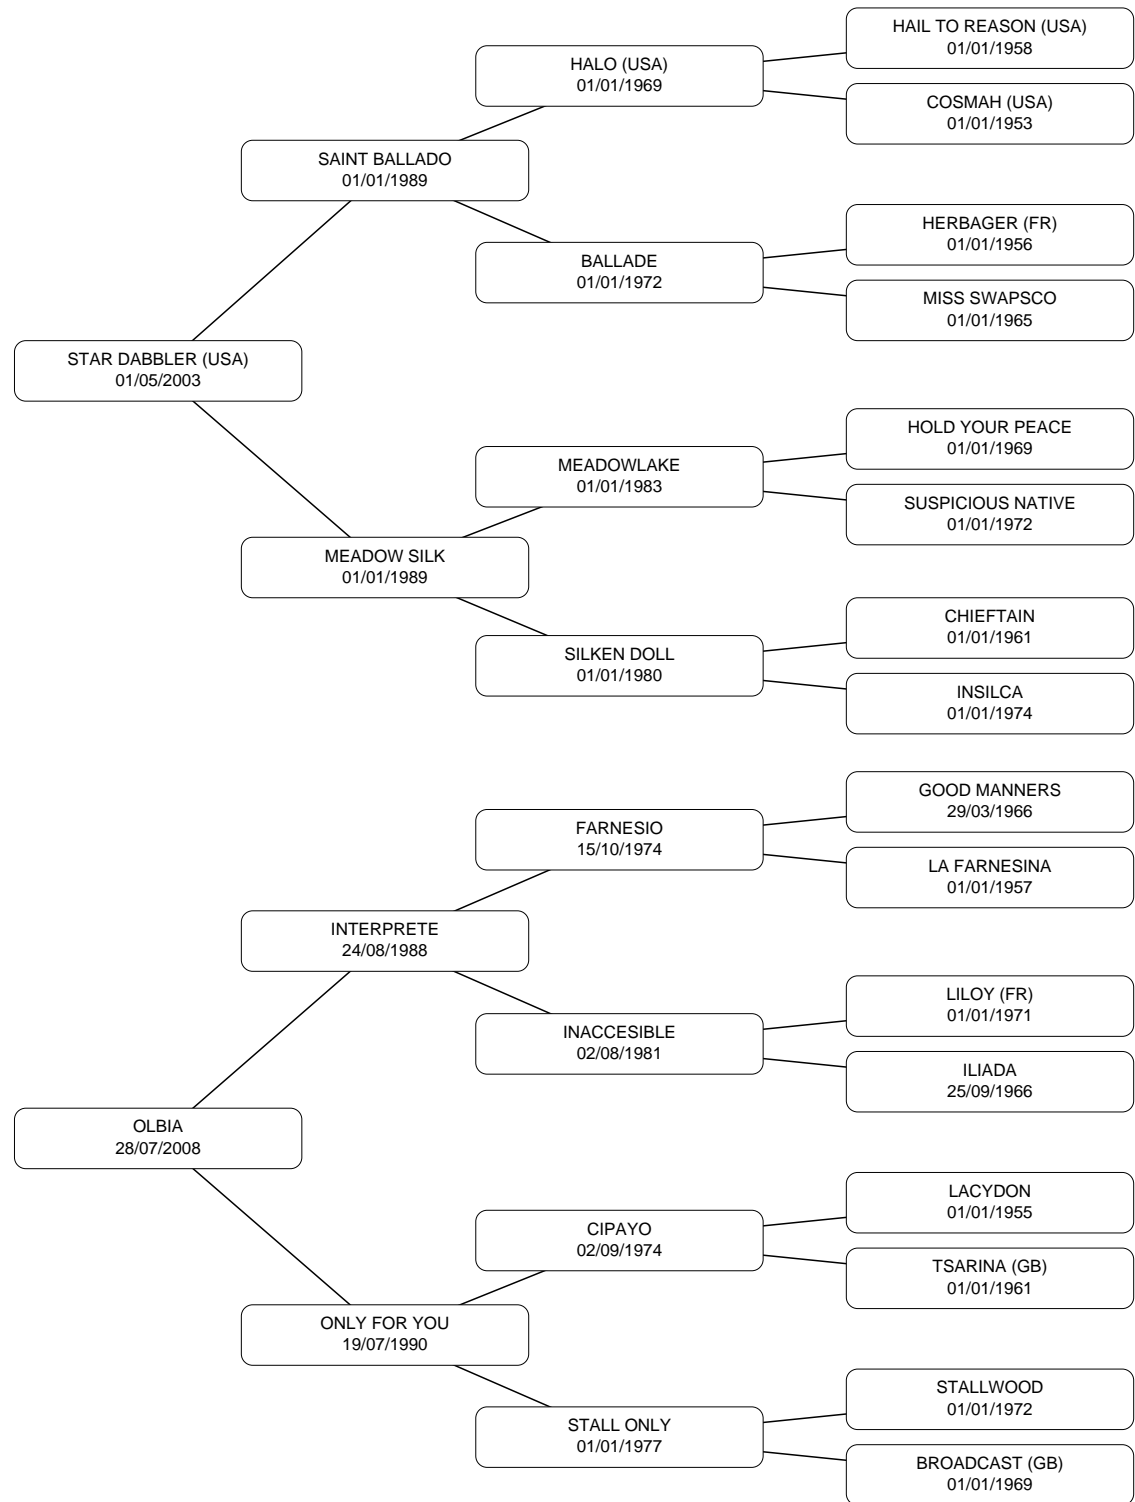 HAIL TO REASON (USA)
01/01/1958
HALO (USA)
01/01/1969
COSMAH (USA)
01/01/1953
SAINT BALLADO
01/01/1989
HERBAGER (FR)
01/01/1956
BALLADE
01/01/1972
MISS SWAPSCO
01/01/1965
STAR DABBLER (USA)
01/05/2003
HOLD YOUR PEACE
01/01/1969
MEADOWLAKE
01/01/1983
SUSPICIOUS NATIVE
01/01/1972
MEADOW SILK
01/01/1989
CHIEFTAIN
01/01/1961
SILKEN DOLL
01/01/1980
INSILCA
01/01/1974
GOOD MANNERS
29/03/1966
FARNESIO
15/10/1974
LA FARNESINA
01/01/1957
INTERPRETE
24/08/1988
LILOY (FR)
01/01/1971
INACCESIBLE
02/08/1981
ILIADA
25/09/1966
OLBIA
28/07/2008
LACYDON
01/01/1955
CIPAYO
02/09/1974
TSARINA (GB)
01/01/1961
ONLY FOR YOU
19/07/1990
STALLWOOD
01/01/1972
STALL ONLY
01/01/1977
BROADCAST (GB)
01/01/1969